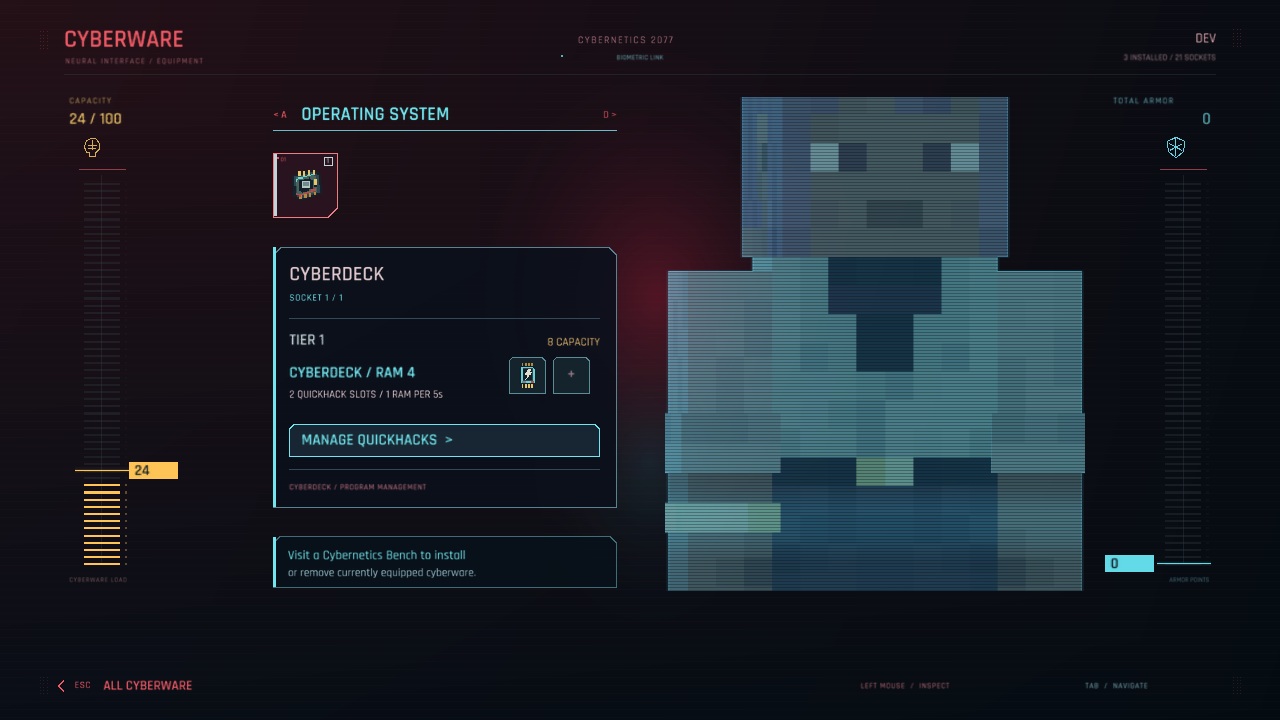 CYBERWARE
NEURAL INTERFACE / EQUIPMENT
CYBERNETICS 2077
BIOMETRIC LINK
DEV
3 INSTALLED / 21 SOCKETS
CAPACITY
24 / 100
< A OPERATING SYSTEM D >
TOTAL ARMOR
0
CYBERDECK
SOCKET 1 / 1
TIER 1
8 CAPACITY
CYBERDECK / RAM 4
+
2 QUICKHACK SLOTS / 1 RAM PER 5s
MANAGE QUICKHACKS >
24
CYBERDECK / PROGRAM MANAGEMENT
Visit a Cybernetics Bench to install
or remove currently equipped cyberware.
0
CYBERWARE LOAD
ARMOR POINTS
ESC ALL CYBERWARE
LEFT MOUSE / INSPECT
TAB / NAVIGATE